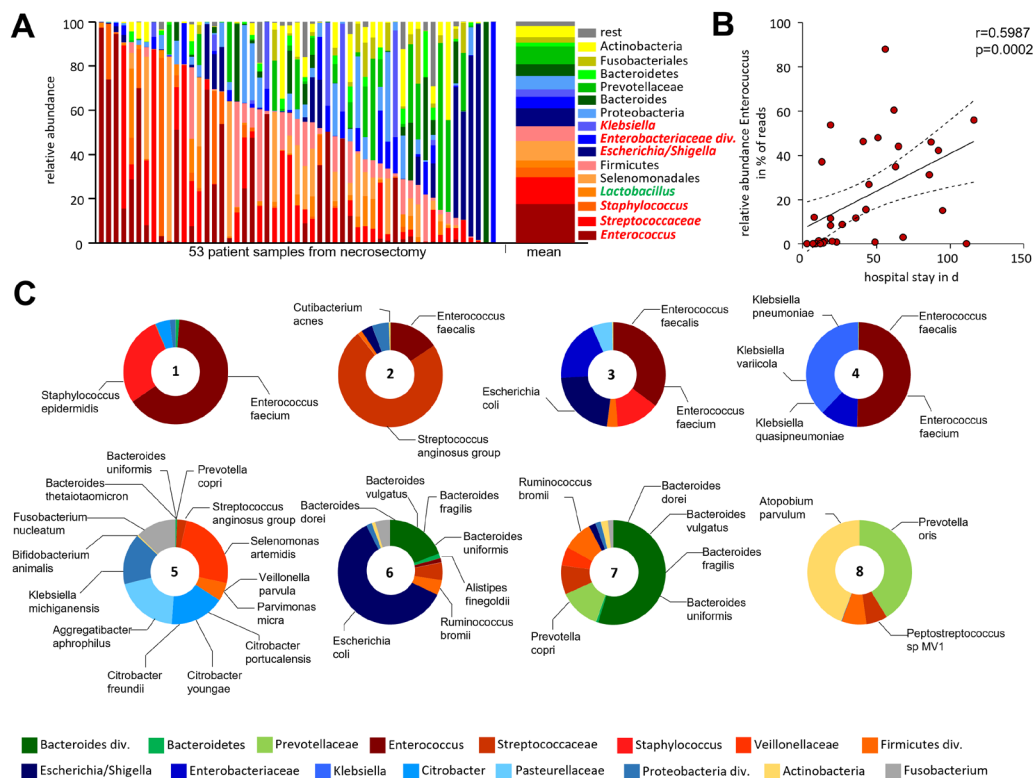 A
relative abundance
100
80
60
40
20
0
53 patient samples from necrosectomy
mean
rest
Actinobacteria
Fusobacteriales
Bacteroidetes
Prevotellaceae
Bacteroides
Proteobacteria
Klebsiella
Enterobacteriaceae div.
Escherichia/Shigella
Firmicutes
Selenomonadales
Lactobacillus
Staphylococcus
Streptococcaceae
Enterococcus
B
r=0.5987
p=0.0002
relative abundance Enterocuccus
in % of reads
100
80
60
40
20
0
0
50
100
150
hospital stay in d
C
1
Staphylococcus
epidermidis
Enterococcus
faecium
2
Cutibacterium
acnes
Enterococcus
faecalis
Streptococcus
anginosus group
3
Enterococcus
faecalis
Escherichia
coli
Enterococcus
faecium
4
Klebsiella
pneumoniae
Klebsiella
variicola
Klebsiella
quasipneumoniae
Enterococcus
faecalis
Enterococcus
faecium
5
Bacteroides
uniformis
Bacteroides
thetaiotaomicron
Fusobacterium
nucleatum
Bifidobacterium
animalis
Klebsiella
michiganensis
Aggregatibacter
aphrophilus
Citrobacter
freundii
Citrobacter
youngae
Citrobacter
portucalensis
Parvimonas
micra
Veillonella
parvula
Selenomonas
artemidis
Streptococcus
anginosus group
Prevotella
copri
6
Bacteroides
dorei
Bacteroides
vulgatus
Bacteroides
fragilis
Bacteroides
uniformis
Alistipes
finegoldii
Ruminococcus
bromii
Escherichia
coli
7
Ruminococcus
bromii
Prevotella
copri
Bacteroides
dorei
Bacteroides
vulgatus
Bacteroides
fragilis
Bacteroides
uniformis
8
Atopobium
parvulum
Prevotella
oris
Peptostreptococcus
sp MV1
Bacteroides div.
Bacteroidetes
Prevotellaceae
Enterococcus
Streptococcaceae
Staphylococcus
Veillonellaceae
Firmicutes div.
Escherichia/Shigella
Enterobacteriaceae
Klebsiella
Citrobacter
Pasteurellaceae
Proteobacteria div.
Actinobacteria
Fusobacterium